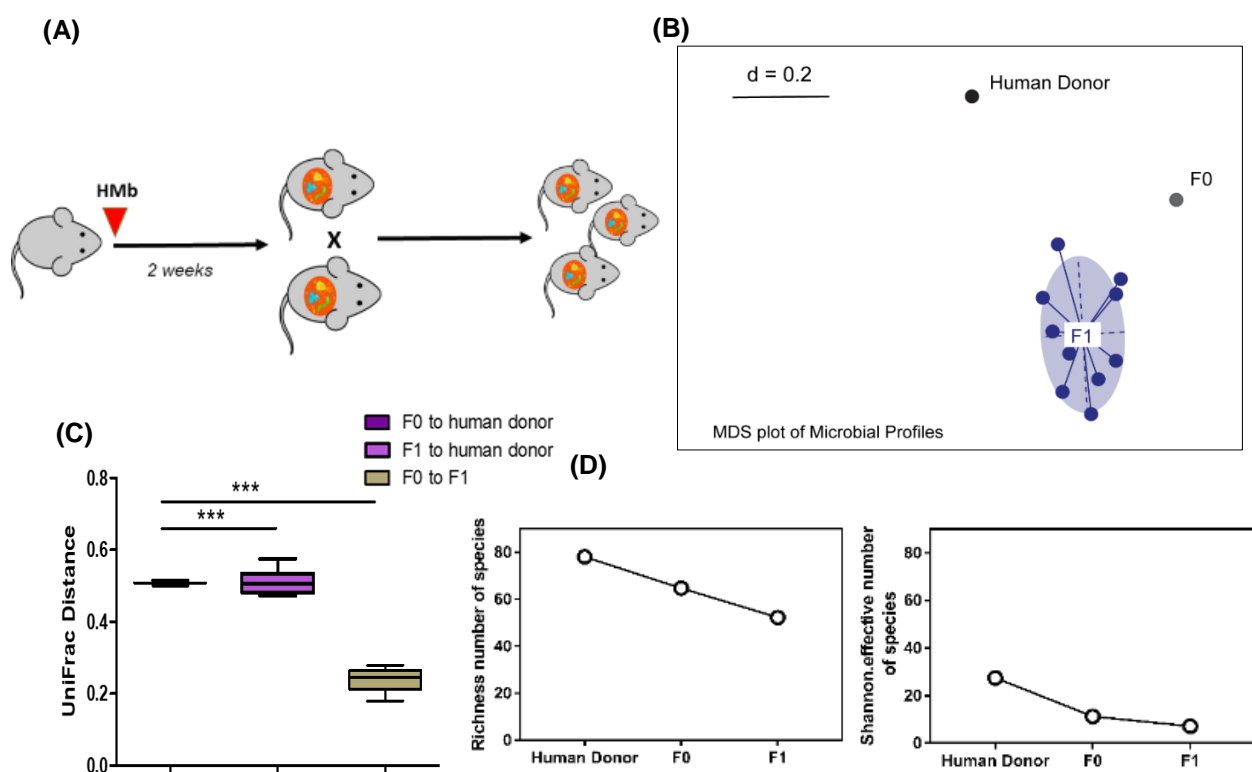 (A)
HMb
2 weeks
X
(B)
d = 0.2
Human Donor
F0
F1
MDS plot of Microbial Profiles
(C)
F0 to human donor
F1 to human donor
F0 to F1
UniFrac Distance
0.8
0.6
0.4
0.2
0.0
***
***
(D)
Richness number of species
80
60
40
20
0
Human Donor
F0
F1
Shannon.effective number
of species
80
60
40
20
0
Human Donor
F0
F1